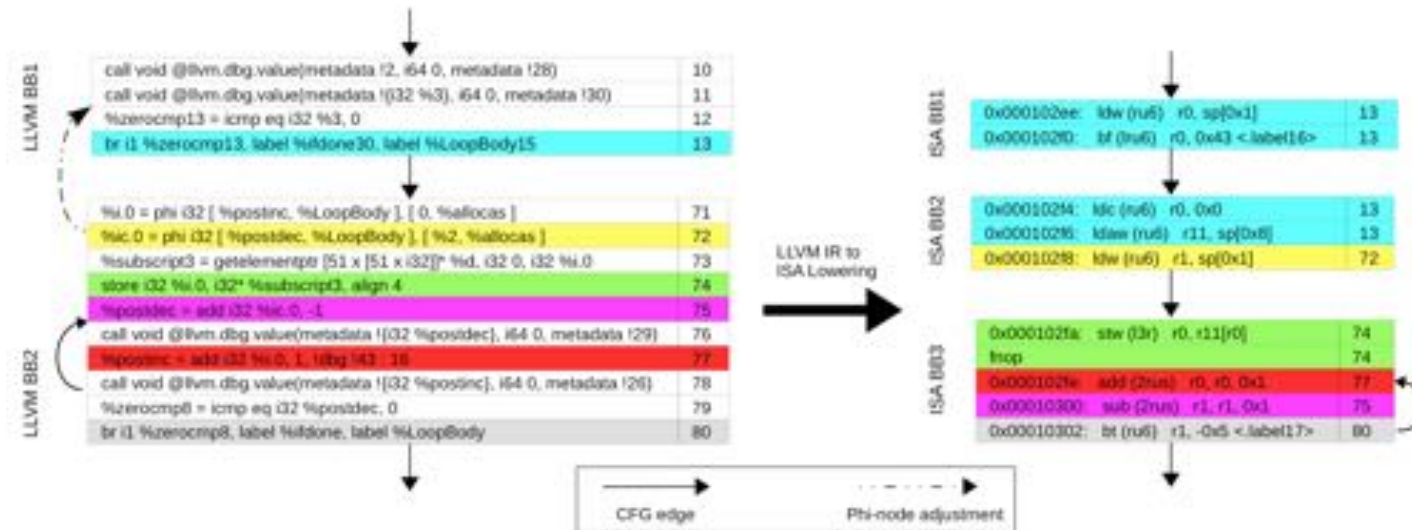 LLVM BB1
call void @llvm.dbg.value(metadata !2, i64 0, metadata !28) 10
call void @llvm.dbg.value(metadata !{i32 %3}, i64 0, metadata !30) 11
%zerocmp13 = icmp eq i32 %3, 0 12
br i1 %zerocmp13, label %ifdone30, label %LoopBody15 13
LLVM BB2
%i.0 = phi i32 [ %postinc, %LoopBody ], [ 0, %allocas ] 71
%ic.0 = phi i32 [ %postdec, %LoopBody ], [ %2, %allocas ] 72
%subscript3 = getelementptr [51 x [51 x i32]]* %d, i32 0, i32 %i.0 73
store i32 %i.0, i32* %subscript3, align 4 74
%postdec = add i32 %ic.0, -1 75
call void @llvm.dbg.value(metadata !{i32 %postdec}, i64 0, metadata !29) 76
%postinc = add i32 %i.0, 1, !dbg !43 : 16 77
call void @llvm.dbg.value(metadata !{i32 %postinc}, i64 0, metadata !26) 78
%zerocmp8 = icmp eq i32 %postdec, 0 79
br i1 %zerocmp8, label %ifdone, label %LoopBody 80
LLVM IR to
ISA Lowering
ISA BB1
0x000102ee: ldw (ru6) r0, sp[0x1] 13
0x000102f0: bf (lru6) r0, 0x43 <.label16> 13
ISA BB2
0x000102f4: ldc (ru6) r0, 0x0 13
0x000102f6: ldaw (ru6) r11, sp[0x8] 13
0x000102f8: ldw (ru6) r1, sp[0x1] 72
ISA BB3
0x000102fa: stw (l3r) r0, r11[r0] 74
fnop 74
0x000102fe: add (2rus) r0, r0, 0x1 77
0x00010300: sub (2rus) r1, r1, 0x1 75
0x00010302: bt (ru6) r1, -0x5 <.label17> 80
CFG edge
Phi-node adjustment